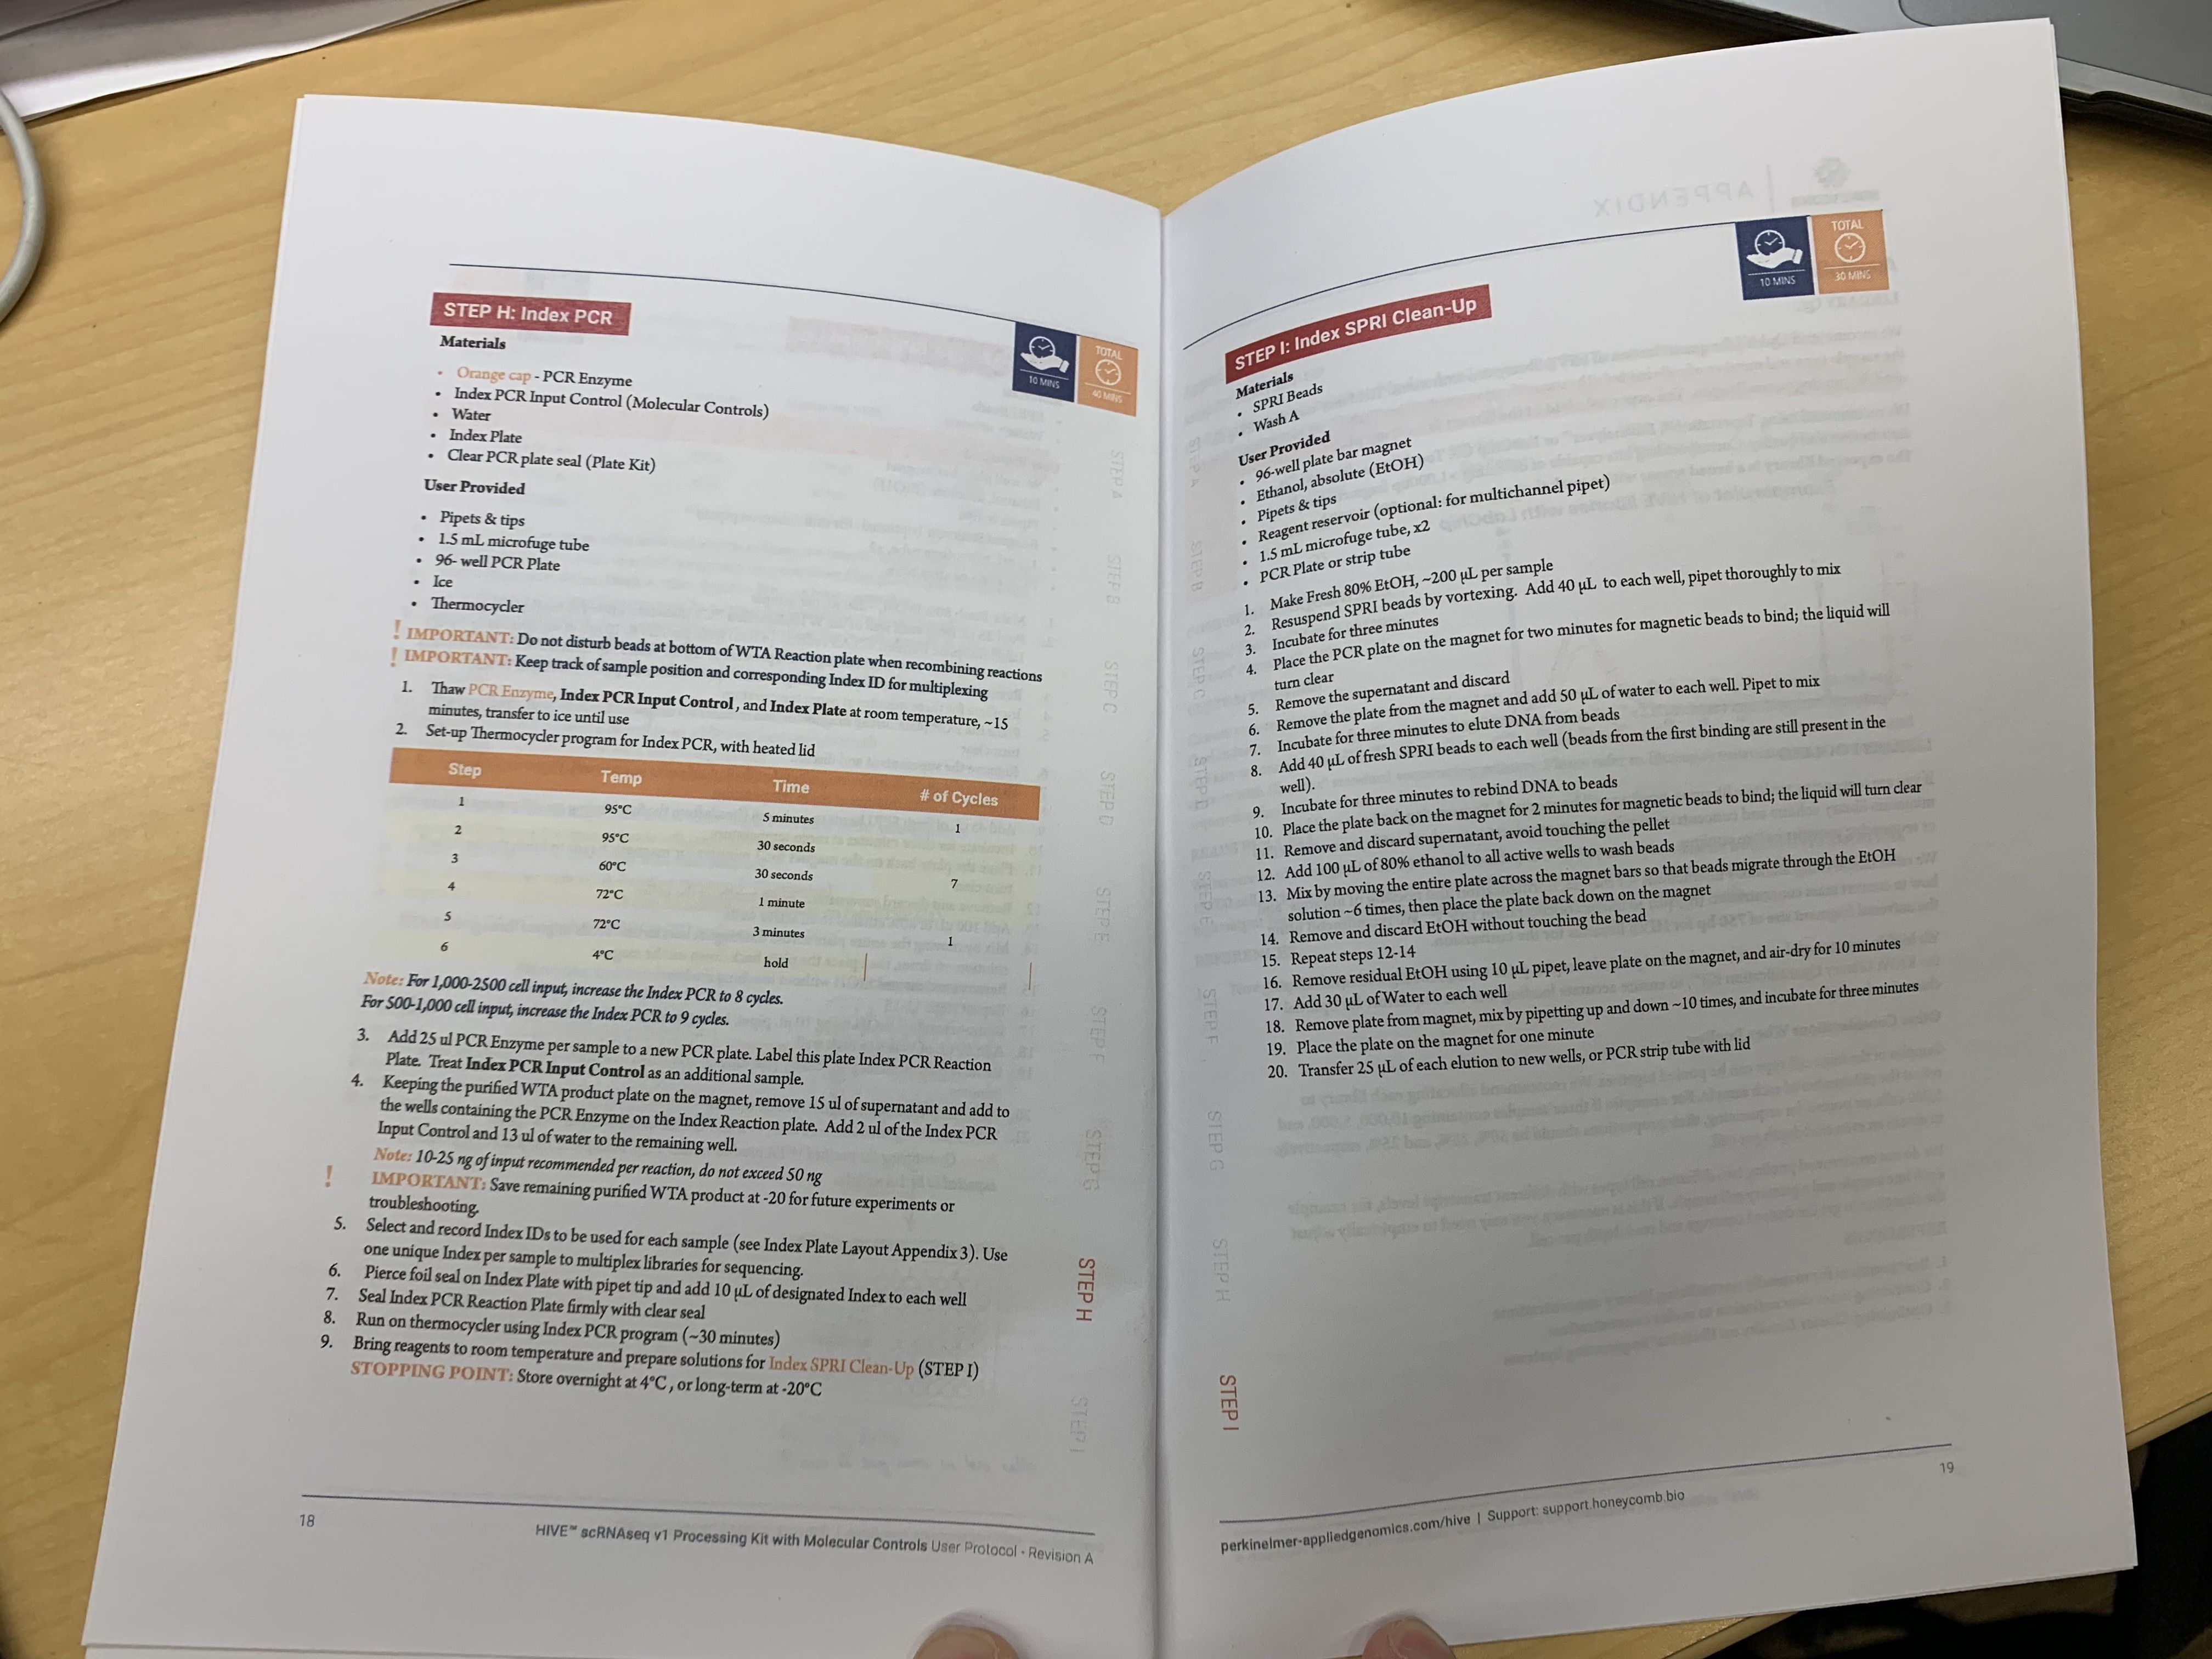 STEP H: Index PCR
10 MINS
TOTAL
40 MINS
Materials
• Orange cap - PCR Enzyme
• Index PCR Input Control (Molecular Controls)
• Water
• Index Plate
• Clear PCR plate seal (Plate Kit)
User Provided
• Pipets & tips
• 1.5 mL microfuge tube
• 96- well PCR Plate
• Ice
• Thermocycler
! IMPORTANT: Do not disturb beads at bottom of WTA Reaction plate when recombining reactions
! IMPORTANT: Keep track of sample position and corresponding Index ID for multiplexing
1. Thaw PCR Enzyme, Index PCR Input Control, and Index Plate at room temperature, ~15
minutes, transfer to ice until use
2. Set-up Thermocycler program for Index PCR, with heated lid
Step Temp Time # of Cycles
1 95°C 5 minutes 1
2 95°C 30 seconds
3 60°C 30 seconds 7
4 72°C 1 minute
5 72°C 3 minutes 1
6 4°C hold
Note: For 1,000-2500 cell input, increase the Index PCR to 8 cycles.
For 500-1,000 cell input, increase the Index PCR to 9 cycles.
3. Add 25 ul PCR Enzyme per sample to a new PCR plate. Label this plate Index PCR Reaction
Plate. Treat Index PCR Input Control as an additional sample.
4. Keeping the purified WTA product plate on the magnet, remove 15 ul of supernatant and add to
the wells containing the PCR Enzyme on the Index Reaction plate. Add 2 ul of the Index PCR
Input Control and 13 ul of water to the remaining well.
Note: 10-25 ng of input recommended per reaction, do not exceed 50 ng
! IMPORTANT: Save remaining purified WTA product at -20 for future experiments or
troubleshooting.
5. Select and record Index IDs to be used for each sample (see Index Plate Layout Appendix 3). Use
one unique Index per sample to multiplex libraries for sequencing.
6. Pierce foil seal on Index Plate with pipet tip and add 10 µL of designated Index to each well
7. Seal Index PCR Reaction Plate firmly with clear seal
8. Run on thermocycler using Index PCR program (~30 minutes)
9. Bring reagents to room temperature and prepare solutions for Index SPRI Clean-Up (STEP I)
STOPPING POINT: Store overnight at 4°C, or long-term at -20°C
STEP A
STEP B
STEP C
STEP D
STEP E
STEP F
STEP G
STEP H
STEP I
18
HIVE™ scRNAseq v1 Processing Kit with Molecular Controls User Protocol - Revision A
STEP I: Index SPRI Clean-Up
10 MINS
TOTAL
30 MINS
Materials
• SPRI Beads
• Wash A
User Provided
• 96-well plate bar magnet
• Ethanol, absolute (EtOH)
• Pipets & tips
• Reagent reservoir (optional: for multichannel pipet)
• 1.5 mL microfuge tube, x2
• PCR Plate or strip tube
1. Make Fresh 80% EtOH, ~200 µL per sample
2. Resuspend SPRI beads by vortexing. Add 40 µL to each well, pipet thoroughly to mix
3. Incubate for three minutes
4. Place the PCR plate on the magnet for two minutes for magnetic beads to bind; the liquid will
turn clear
5. Remove the supernatant and discard
6. Remove the plate from the magnet and add 50 µL of water to each well. Pipet to mix
7. Incubate for three minutes to elute DNA from beads
8. Add 40 µL of fresh SPRI beads to each well (beads from the first binding are still present in the
well).
9. Incubate for three minutes to rebind DNA to beads
10. Place the plate back on the magnet for 2 minutes for magnetic beads to bind; the liquid will turn clear
11. Remove and discard supernatant, avoid touching the pellet
12. Add 100 µL of 80% ethanol to all active wells to wash beads
13. Mix by moving the entire plate across the magnet bars so that beads migrate through the EtOH
solution ~6 times, then place the plate back down on the magnet
14. Remove and discard EtOH without touching the bead
15. Repeat steps 12-14
16. Remove residual EtOH using 10 µL pipet, leave plate on the magnet, and air-dry for 10 minutes
17. Add 30 µL of Water to each well
18. Remove plate from magnet, mix by pipetting up and down ~10 times, and incubate for three minutes
19. Place the plate on the magnet for one minute
20. Transfer 25 µL of each elution to new wells, or PCR strip tube with lid
STEP A
STEP B
STEP C
STEP D
STEP E
STEP F
STEP G
STEP H
STEP I
19
perkinelmer-appliedgenomics.com/hive | Support: support.honeycomb.bio